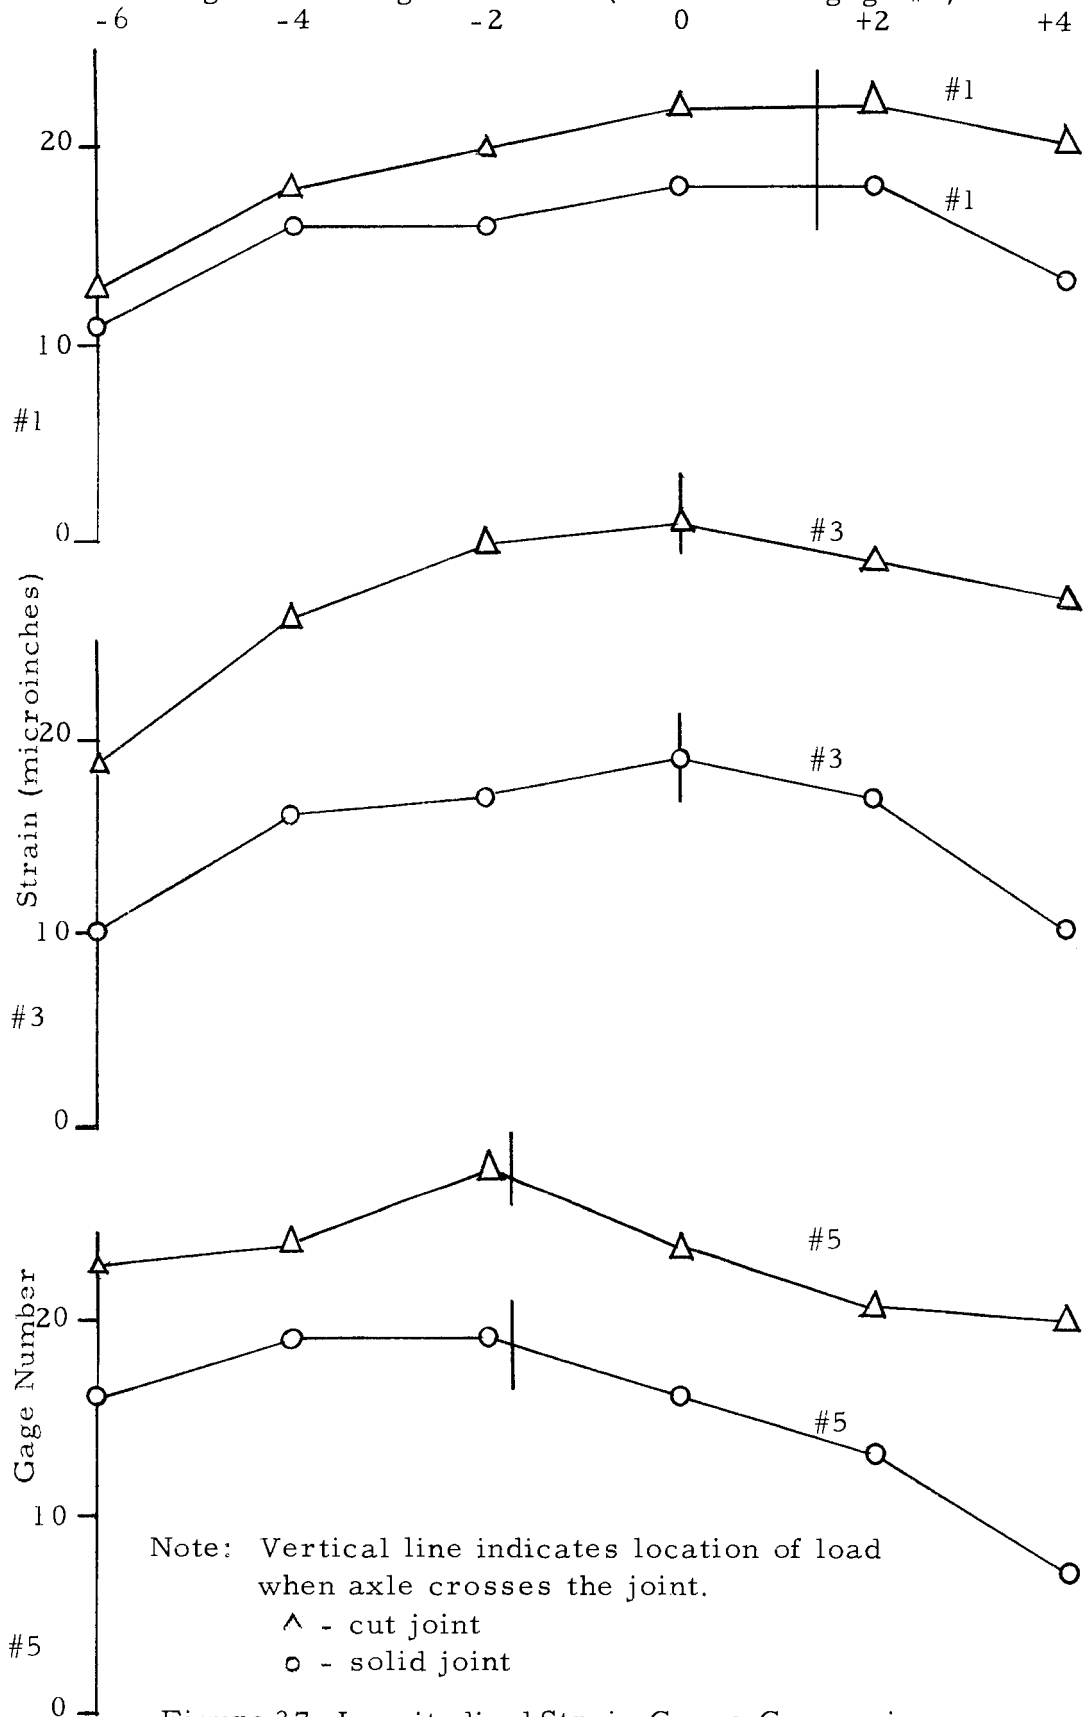 -6 -4 -2 0 +2 +4
#1
20
#1
10
#1
0
#3
Strain (microinches)
20
#3
10
#3
0
#5
Gage Number
20
#5
10
Note: Vertical line indicates location of load
when axle crosses the joint.
△ - cut joint
○ - solid joint
#5
0